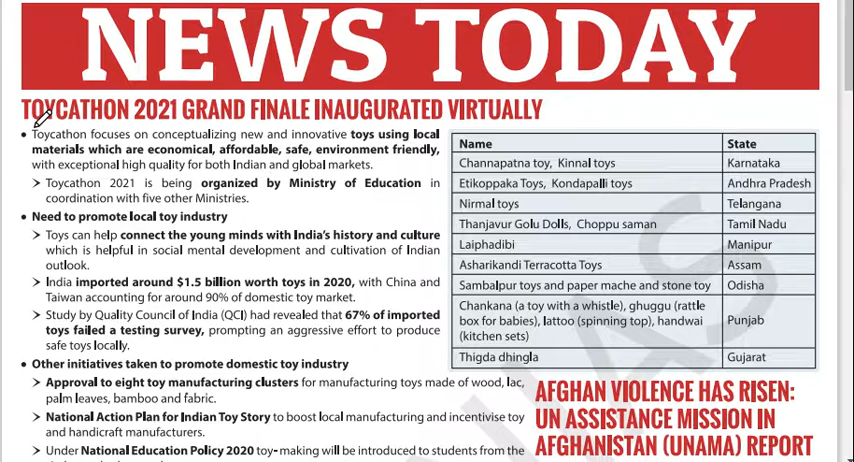 NEWS TODAY
TOYCATHON 2021 GRAND FINALE INAUGURATED VIRTUALLY
• Toycathon focuses on conceptualizing new and innovative toys using local
materials which are economical, affordable, safe, environment friendly,
with exceptional high quality for both Indian and global markets.
➤ Toycathon 2021 is being organized by Ministry of Education in
coordination with five other Ministries.
• Need to promote local toy industry
➤ Toys can help connect the young minds with India's history and culture
which is helpful in social mental development and cultivation of Indian
outlook.
➤ India imported around $1.5 billion worth toys in 2020, with China and
Taiwan accounting for around 90% of domestic toy market.
➤ Study by Quality Council of India (QCI) had revealed that 67% of imported
toys failed a testing survey, prompting an aggressive effort to produce
safe toys locally.
• Other initiatives taken to promote domestic toy industry
➤ Approval to eight toy manufacturing clusters for manufacturing toys made of wood, lac,
palm leaves, bamboo and fabric.
➤ National Action Plan for Indian Toy Story to boost local manufacturing and incentivise toy
and handicraft manufacturers.
➤ Under National Education Policy 2020 toy-making will be introduced to students from the
Name State
Channapatna toy, Kinnal toys Karnataka
Etikoppaka Toys, Kondapalli toys Andhra Pradesh
Nirmal toys Telangana
Thanjavur Golu Dolls, Choppu saman Tamil Nadu
Laiphadibi Manipur
Asharikandi Terracotta Toys Assam
Sambalpur toys and paper mache and stone toy Odisha
Chankana (a toy with a whistle), ghuggu (rattle
box for babies), lattoo (spinning top), handwai Punjab
(kitchen sets)
Thigda dhingla Gujarat
AFGHAN VIOLENCE HAS RISEN:
UN ASSISTANCE MISSION IN
AFGHANISTAN (UNAMA) REPORT